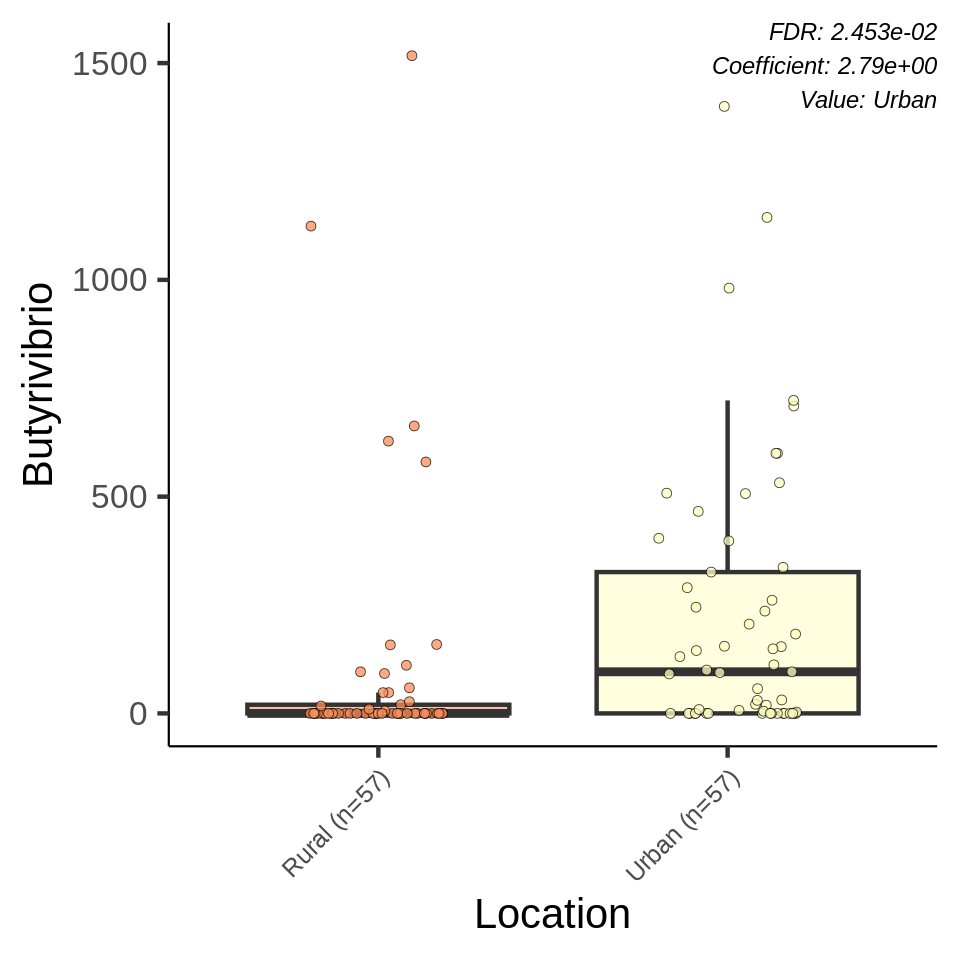 FDR: 2.453e-02
Coefficient: 2.79e+00
Value: Urban
1500
1000
500
0
Butyrivibrio
Rural (n=57)
Urban (n=57)
Location